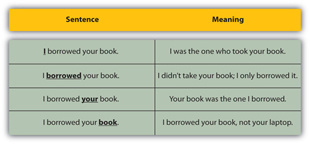 Sentence Meaning
I borrowed your book. I was the one who took your book.
I borrowed your book. I didn't take your book; I only borrowed it.
I borrowed your book. Your book was the one I borrowed.
I borrowed your book. I borrowed your book, not your laptop.